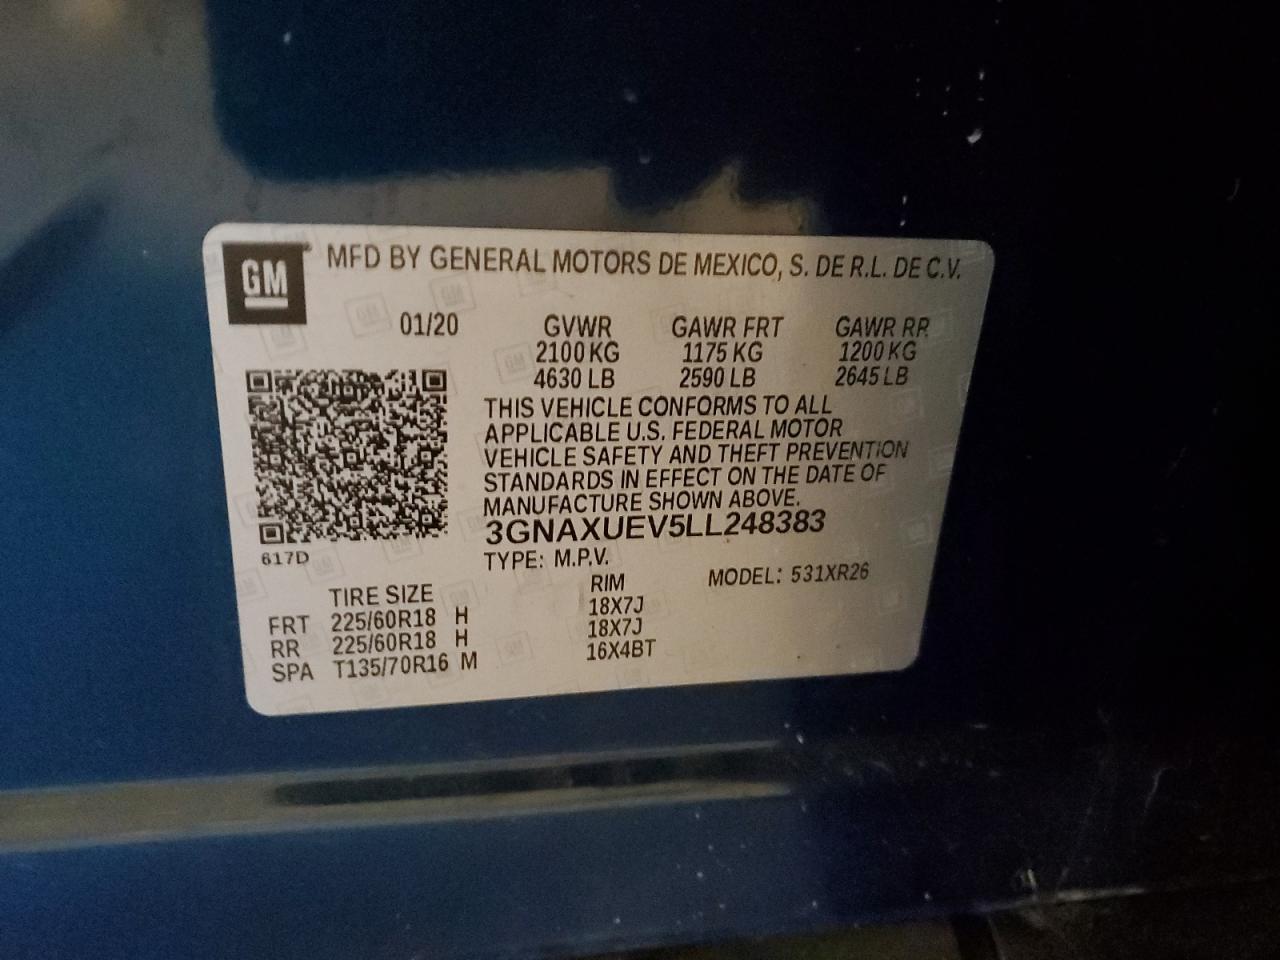 GM MFD BY GENERAL MOTORS DE MEXICO, S. DE R.L. DE C.V.
01/20 GVWR GAWR FRT GAWR RR
2100 KG 1175 KG 1200 KG
4630 LB 2590 LB 2645 LB
THIS VEHICLE CONFORMS TO ALL
APPLICABLE U.S. FEDERAL MOTOR
VEHICLE SAFETY AND THEFT PREVENTION
STANDARDS IN EFFECT ON THE DATE OF
MANUFACTURE SHOWN ABOVE.
3GNAXUEV5LL248383
617D
TYPE: M.P.V. MODEL: 531XR26
TIRE SIZE RIM
FRT 225/60R18 H 18X7J
RR 225/60R18 H 18X7J
SPA T135/70R16 M 16X4BT